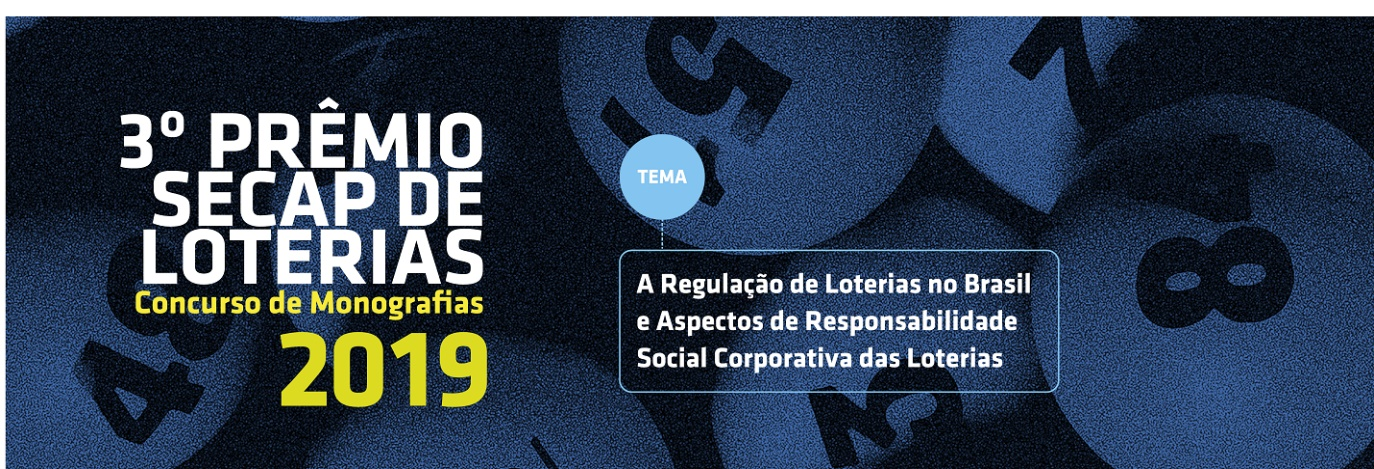 3º PRÊMIO
SECAP DE
LOTERIAS
Concurso de Monografias
2019
TEMA
A Regulação de Loterias no Brasil
e Aspectos de Responsabilidade
Social Corporativa das Loterias